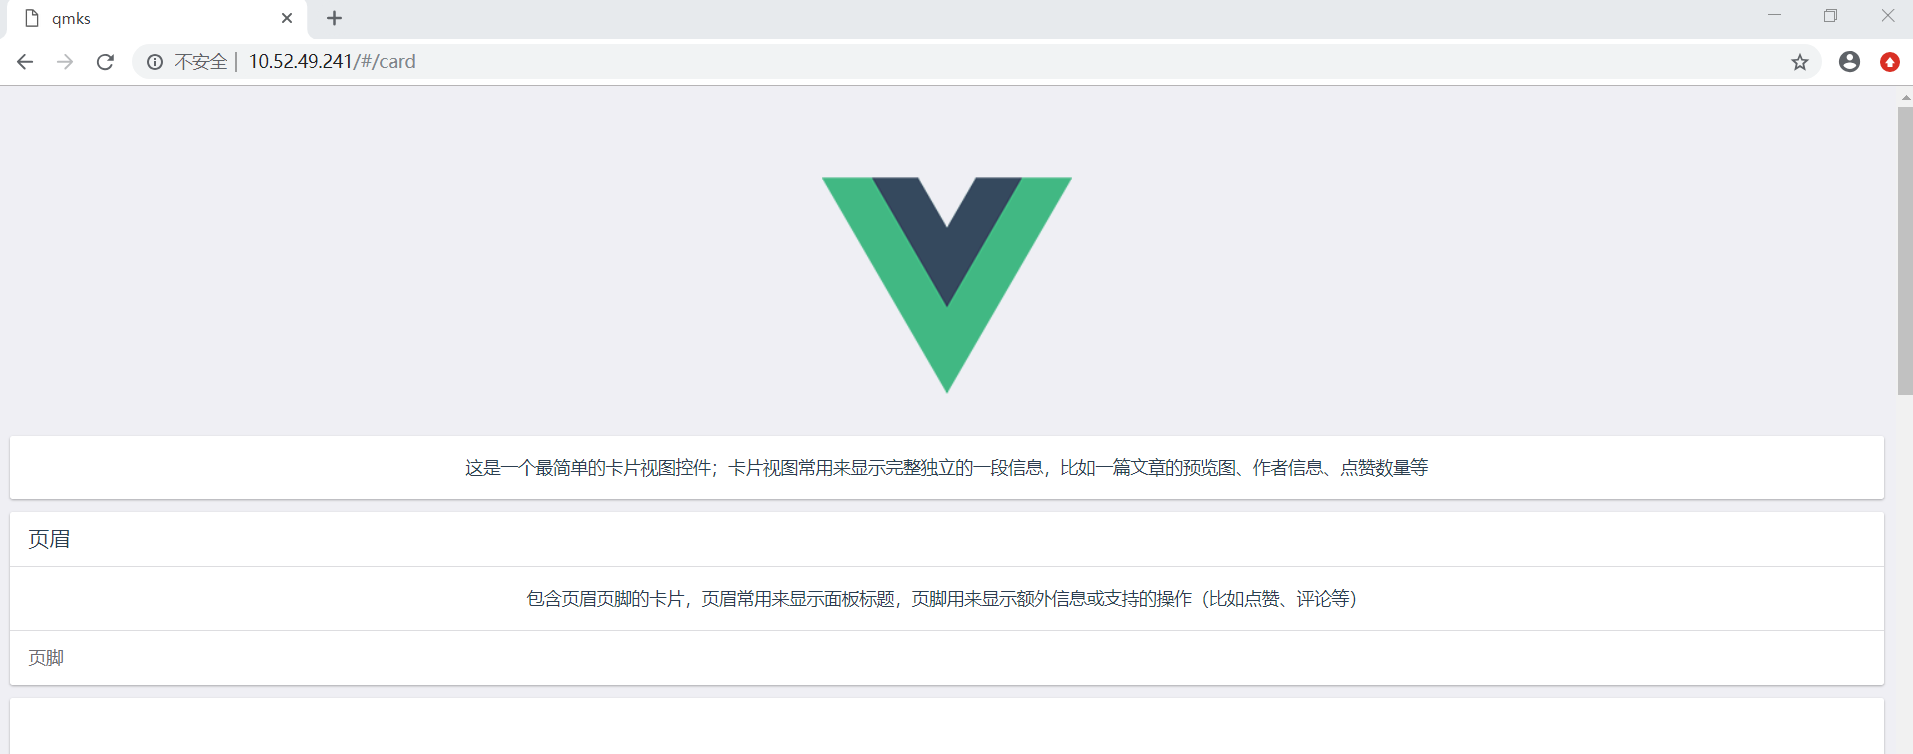 qmks
不安全 | 10.52.49.241/#/card
这是一个最简单的卡片视图控件；卡片视图常用来显示完整独立的一段信息，比如一篇文章的预览图、作者信息、点赞数量等
页眉
包含页眉页脚的卡片，页眉常用来显示面板标题，页脚用来显示额外信息或支持的操作（比如点赞、评论等）
页脚